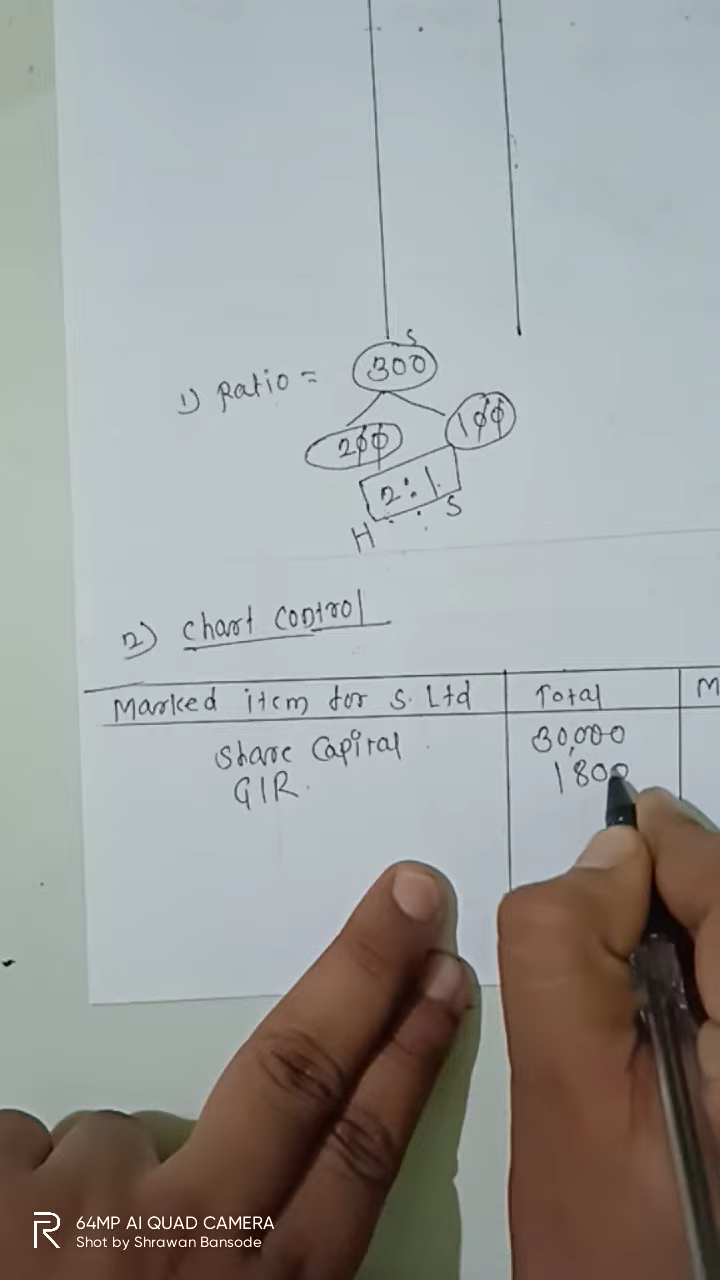 S
1) Ratio = 300
200 100
2:1
H S
2) Chart Control
Marked item for S. Ltd Total M
Share Capital 30,000
GIR. 1800
64MP AI QUAD CAMERA
Shot by Shrawan Bansode